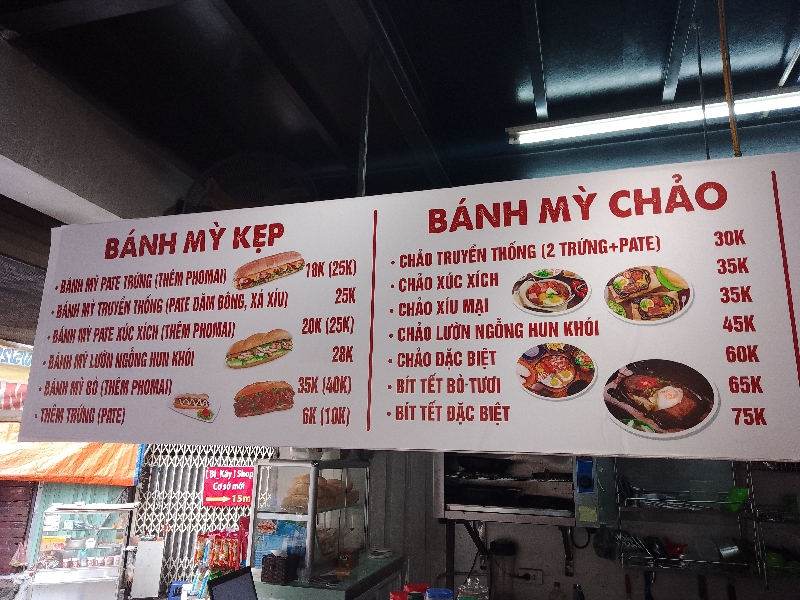 BÁNH MỲ KẸP
• BÁNH MỲ PATE TRỨNG (THÊM PHOMAI) 18K (25K)
• BÁNH MỲ TRUYỀN THỐNG (PATE DĂM BÔNG, XÁ XÍU) 25K
• BÁNH MỲ PATE XÚC XÍCH (THÊM PHOMAI) 20K (25K)
• BÁNH MỲ LƯỜN NGỖNG HUN KHÓI 28K
• BÁNH MỲ BÒ (THÊM PHOMAI) 35K (40K)
• THÊM TRỨNG (PATE) 6K (10K)
BÁNH MỲ CHẢO
• CHẢO TRUYỀN THỐNG (2 TRỨNG+PATE) 30K
• CHẢO XÚC XÍCH 35K
• CHẢO XÍU MẠI 35K
• CHẢO LƯỜN NGỖNG HUN KHÓI 45K
• CHẢO ĐẶC BIỆT 60K
• BÍT TẾT BÒ TƯƠI 65K
• BÍT TẾT ĐẶC BIỆT 75K
[ Bi_Kây ] Shop
Cơ sở mới
15m